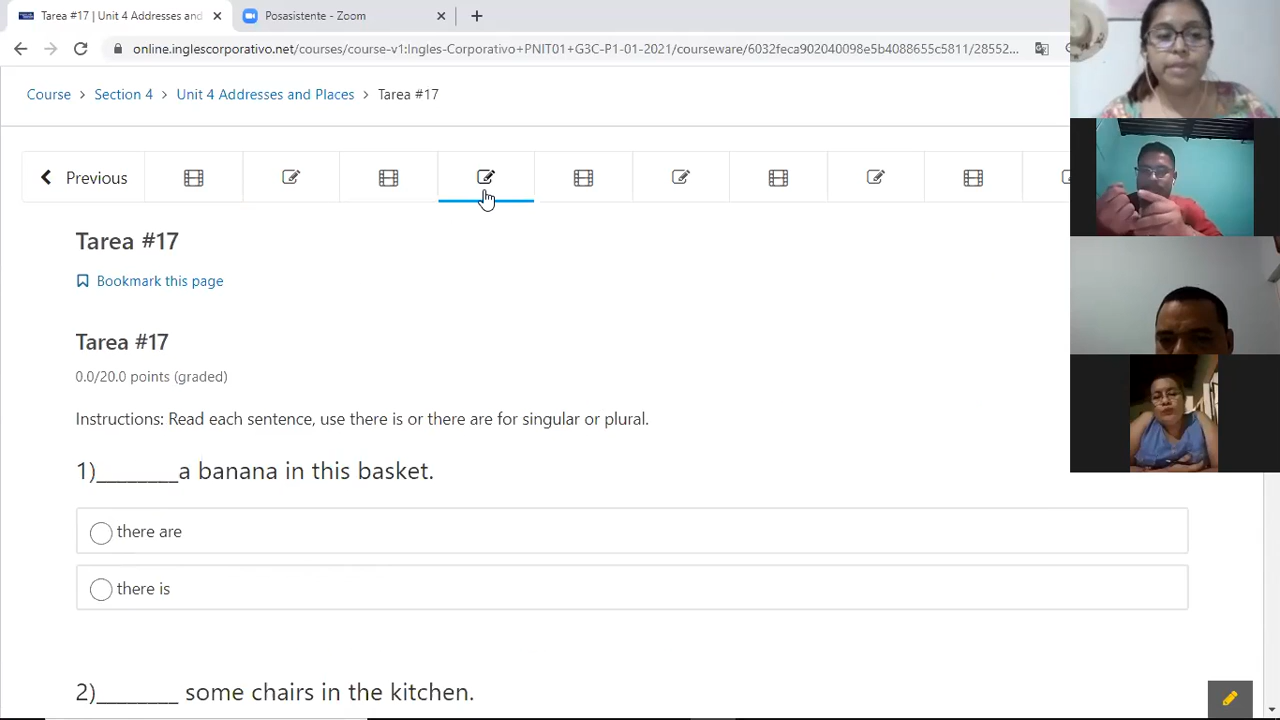 Tarea #17 | Unit 4 Addresses and
Posasistente - Zoom
online.inglescorporativo.net/courses/course-v1:Ingles-Corporativo+PNIT01+G3C-P1-01-2021/courseware/6032feca902040098e5b4088655c5811/28552...
Course > Section 4 > Unit 4 Addresses and Places > Tarea #17
Previous
Tarea #17
Bookmark this page
Tarea #17
0.0/20.0 points (graded)
Instructions: Read each sentence, use there is or there are for singular or plural.
1)________a banana in this basket.
there are
there is
2)________ some chairs in the kitchen.